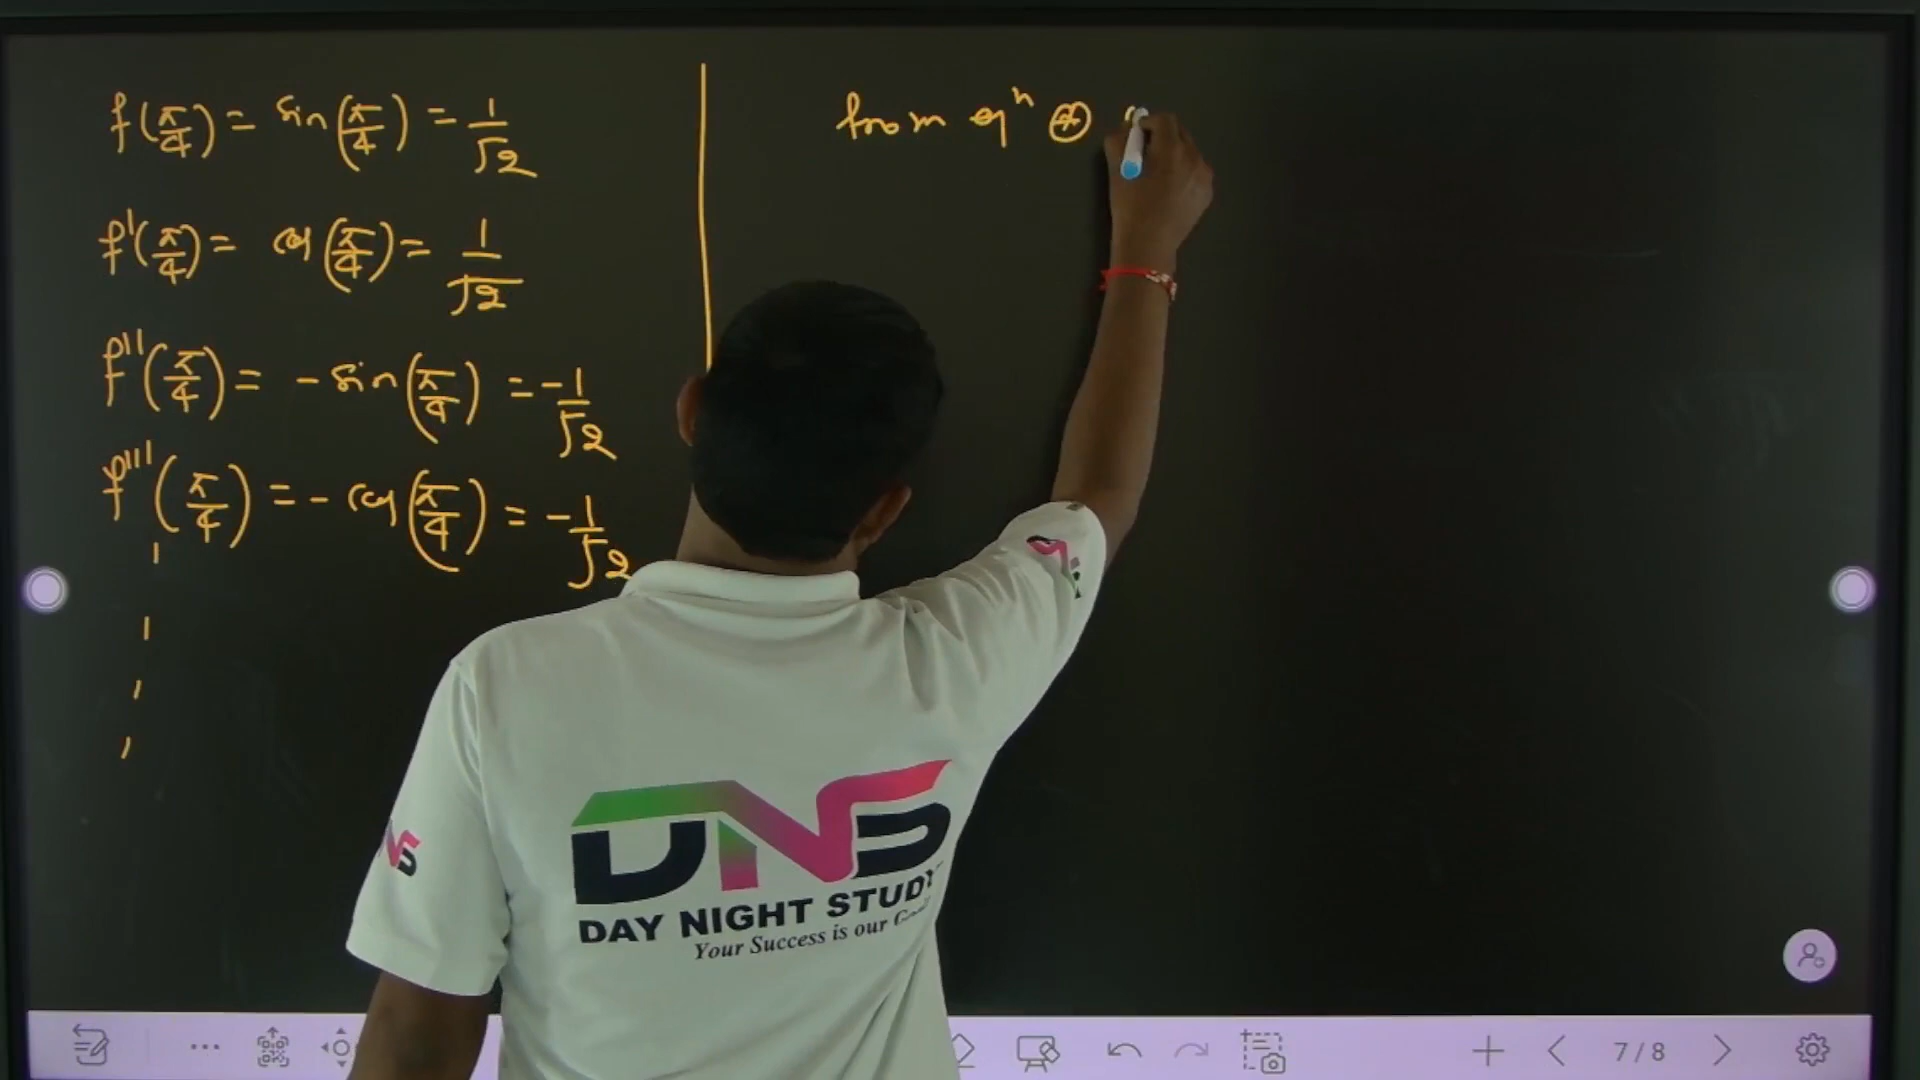 f(π/4) = sin(π/4) = 1/√2
f'(π/4) = cos(π/4) = 1/√2
f''(π/4) = - sin(π/4) = -1/√2
f'''(π/4) = - cos(π/4) = -1/√2
from eqⁿ ⊛
DNS
DAY NIGHT STUDY
Your Success is our
NS
7/8